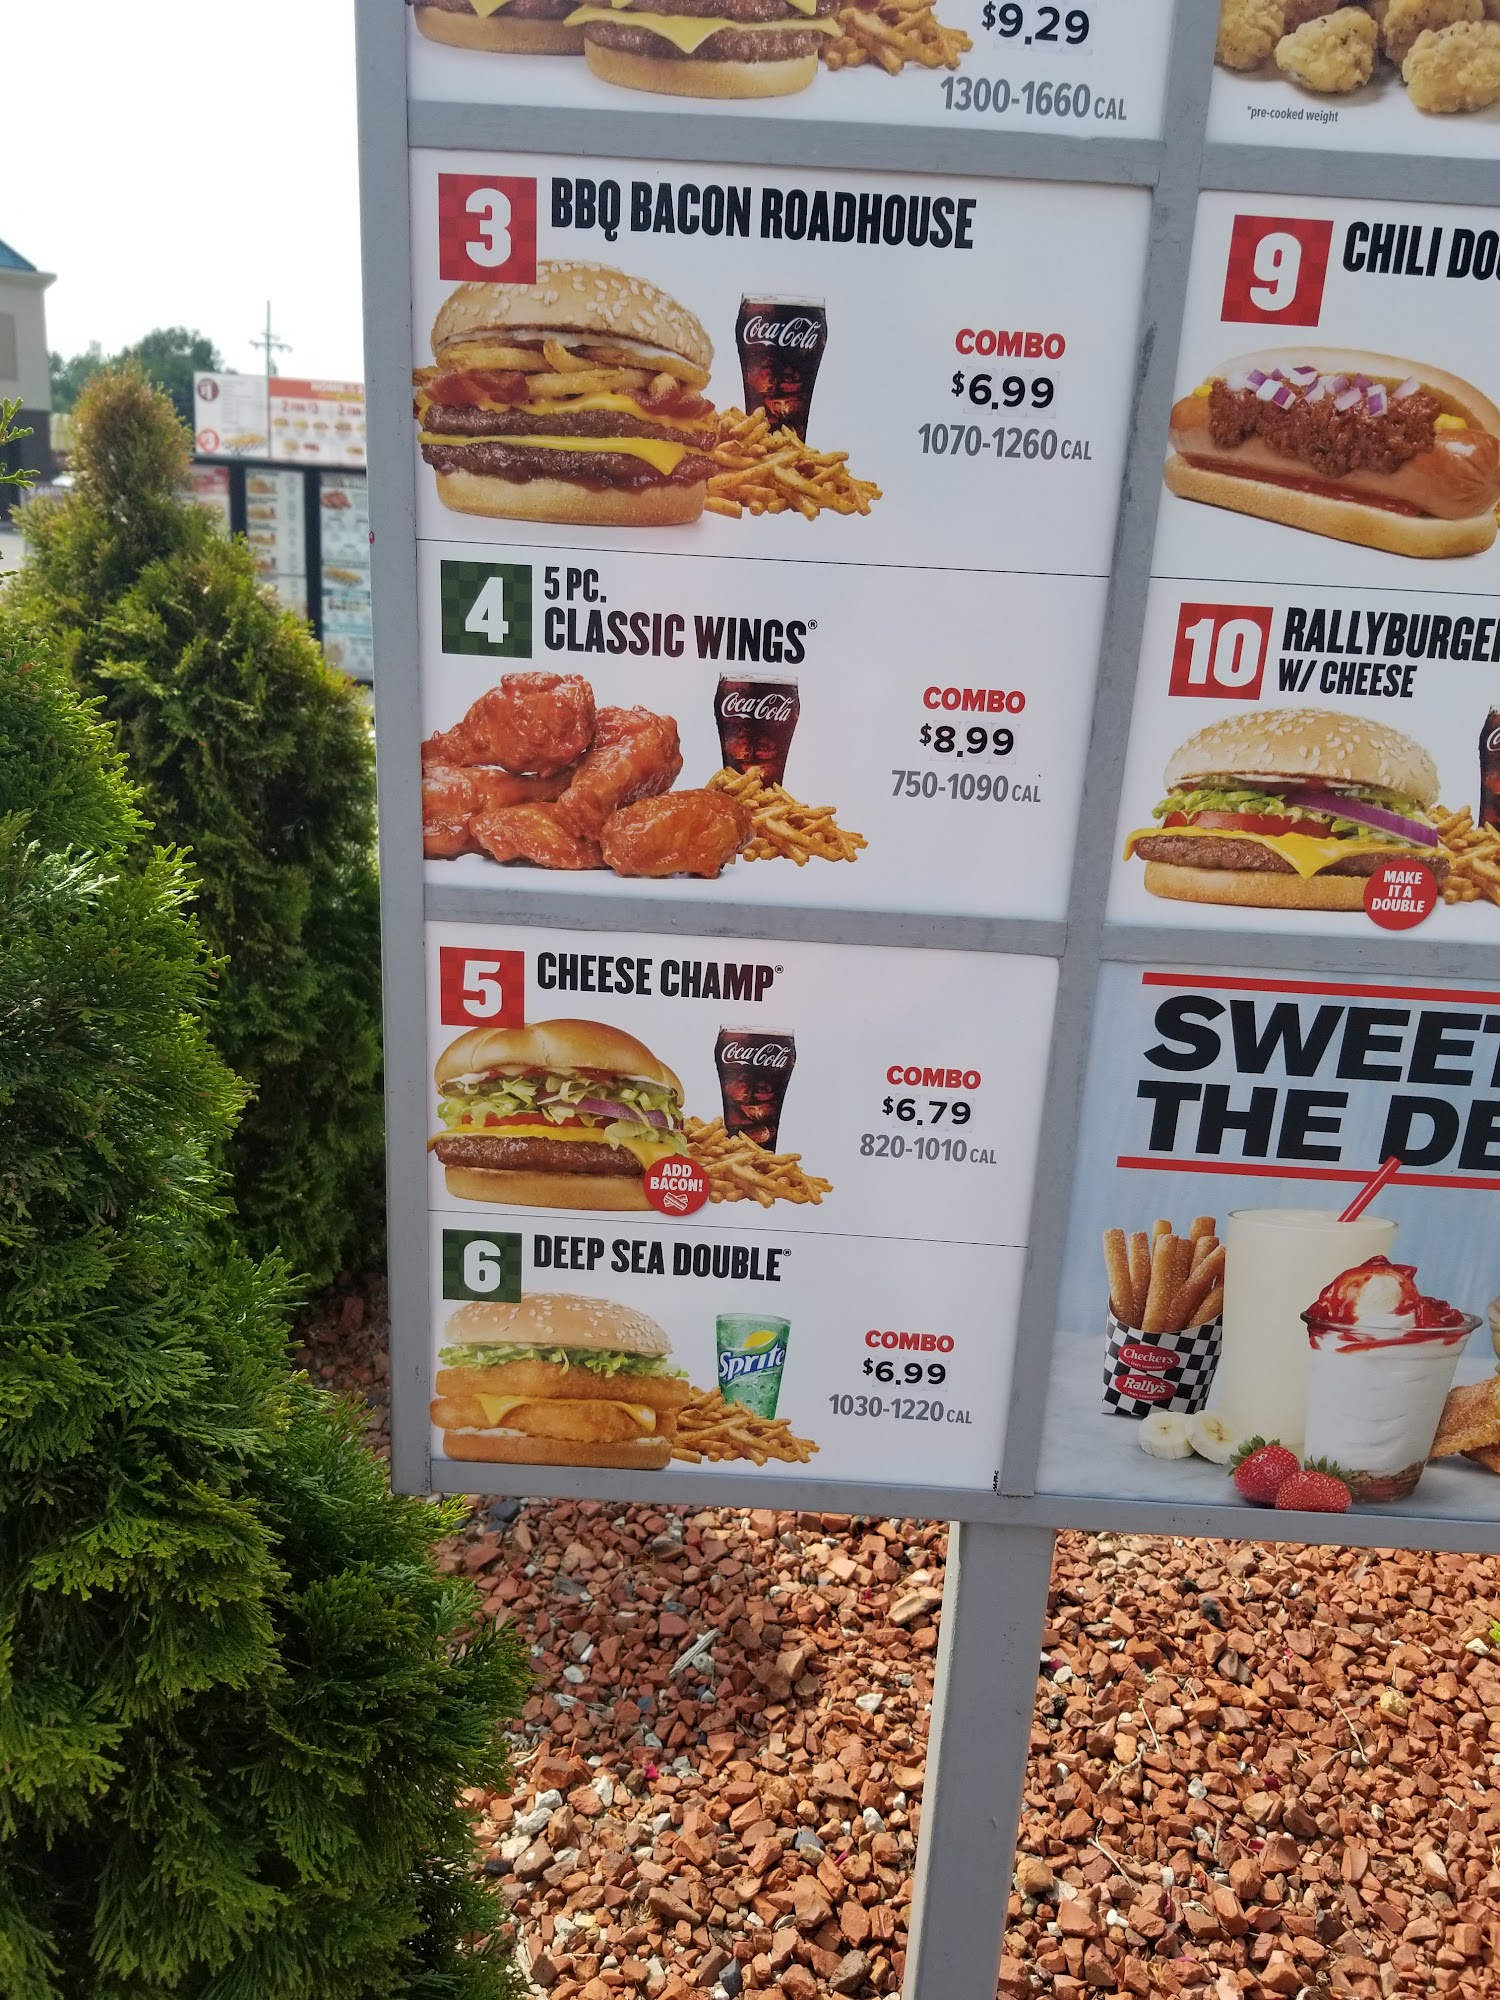 $9.29
1300-1660 CAL
*pre-cooked weight
3
BBQ BACON ROADHOUSE
Coca-Cola
COMBO
$6.99
1070-1260 CAL
4
5 PC.
CLASSIC WINGS®
Coca-Cola
COMBO
$8.99
750-1090 CAL
5
CHEESE CHAMP®
Coca-Cola
ADD
BACON!
COMBO
$6.79
820-1010 CAL
6
DEEP SEA DOUBLE®
Sprite
COMBO
$6.99
1030-1220 CAL
9
CHILI DO
10
RALLYBURGER
W/ CHEESE
MAKE
IT A
DOUBLE
SWEET
THE DE
Checkers
Rally's